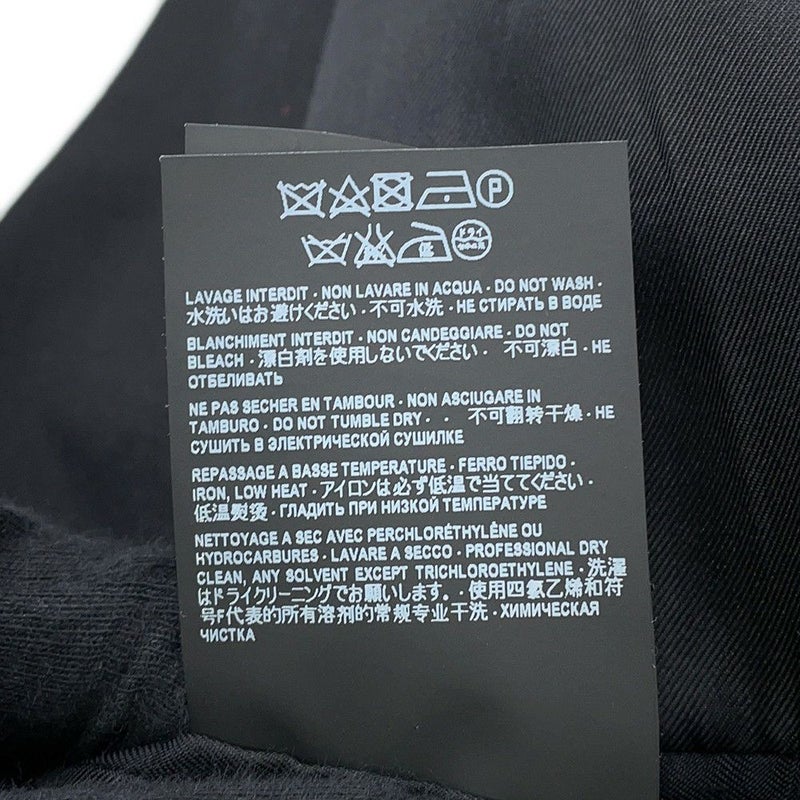 P
低 ドライ
LAVAGE INTERDIT · NON LAVARE IN ACQUA · DO NOT WASH ·
水洗いはお避けください · 不可水洗 · НЕ СТИРАТЬ В ВОДЕ
BLANCHIMENT INTERDIT · NON CANDEGGIARE · DO NOT
BLEACH · 漂白剤を使用しないでください · 不可漂白 · НЕ
ОТБЕЛИВАТЬ
NE PAS SECHER EN TAMBOUR · NON ASCIUGARE IN
TAMBURO · DO NOT TUMBLE DRY · · 不可翻转干燥 · НЕ
СУШИТЬ В ЭЛЕКТРИЧЕСКОЙ СУШИЛКЕ
REPASSAGE A BASSE TEMPERATURE · FERRO TIEPIDO ·
IRON, LOW HEAT · アイロンは必ず低温で当ててください ·
低温熨烫 · ГЛАДИТЬ ПРИ НИЗКОЙ ТЕМПЕРАТУРЕ
NETTOYAGE A SEC AVEC PERCHLORÉTHYLÈNE OU
HYDROCARBURES · LAVARE A SECCO · PROFESSIONAL DRY
CLEAN, ANY SOLVENT EXCEPT TRICHLOROETHYLENE · 洗濯
はドライクリーニングでお願いします. · 使用四氯乙烯和符
号F代表的所有溶剂的常规专业干洗 · ХИМИЧЕСКАЯ
ЧИСТКА